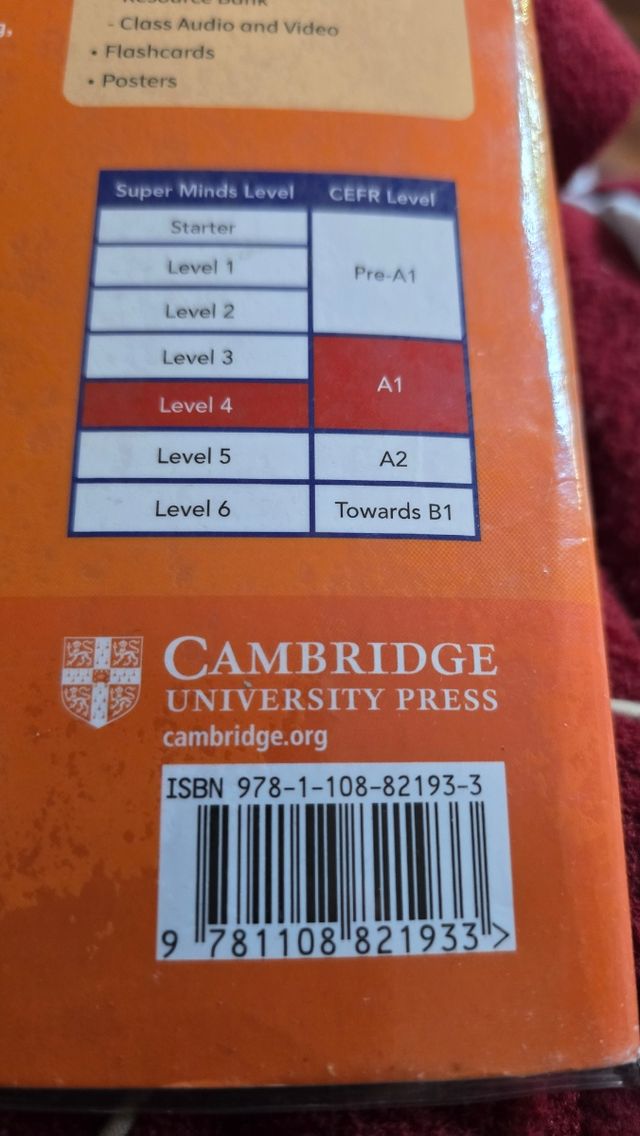 Resource Bank
- Class Audio and Video
• Flashcards
• Posters
Super Minds Level CEFR Level
Starter
Level 1
Pre-A1
Level 2
Level 3
A1
Level 4
Level 5 A2
Level 6 Towards B1
CAMBRIDGE
UNIVERSITY PRESS
cambridge.org
ISBN 978-1-108-82193-3
9 781108 821933 >